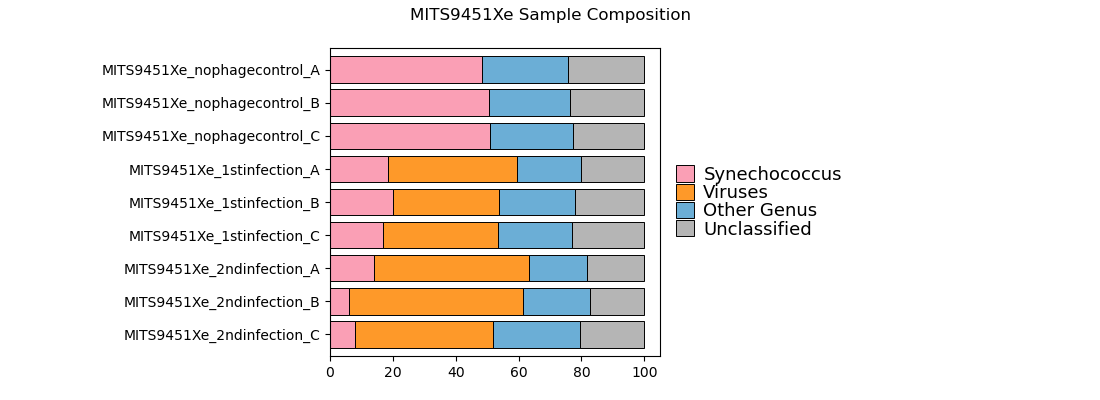 MITS9451Xe Sample Composition
MITS9451Xe_nophagecontrol_A
MITS9451Xe_nophagecontrol_B
MITS9451Xe_nophagecontrol_C
MITS9451Xe_1stinfection_A
MITS9451Xe_1stinfection_B
MITS9451Xe_1stinfection_C
MITS9451Xe_2ndinfection_A
MITS9451Xe_2ndinfection_B
MITS9451Xe_2ndinfection_C
0 20 40 60 80 100
Synechococcus
Viruses
Other Genus
Unclassified